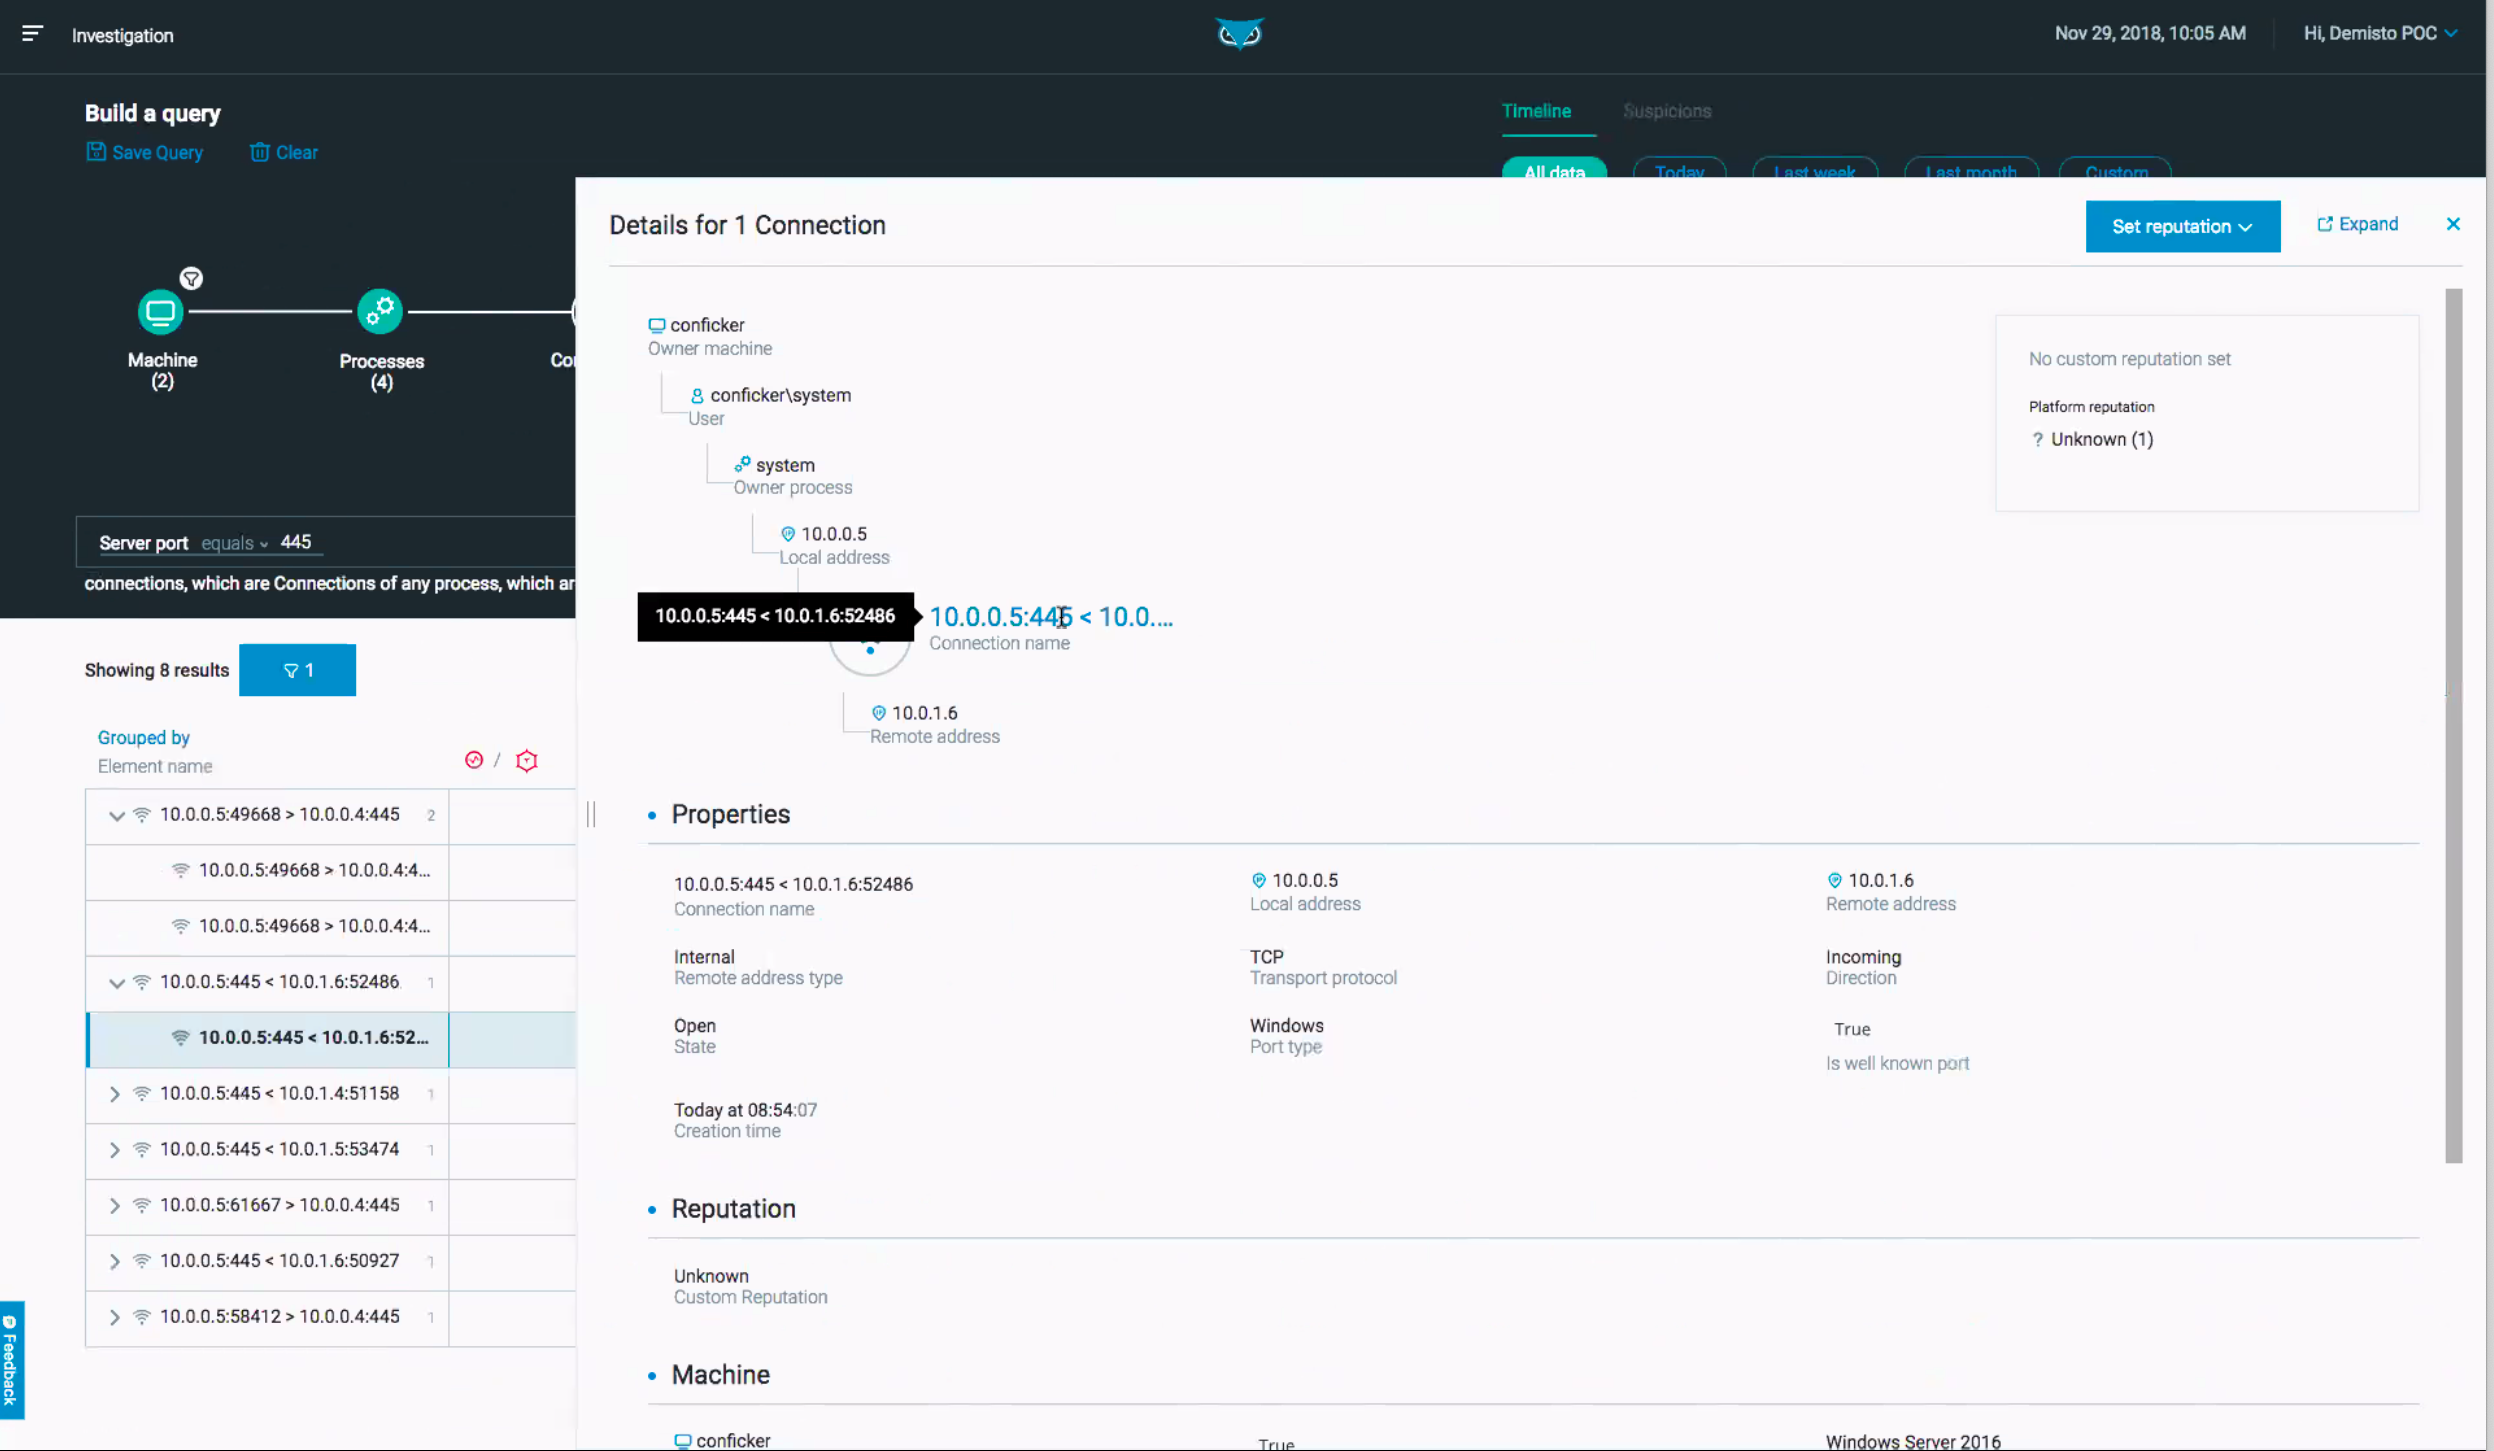 Investigation
Nov 29, 2018, 10:05 AM
Hi, Demisto POC
Build a query
Save Query
Clear
Timeline
Suspicions
All data
Today
Last week
Last month
Custom
Machine
(2)
Processes
(4)
Co
Server port equals 445
connections, which are Connections of any process, which ar
Showing 8 results
1
Grouped by
Element name
/
10.0.0.5:49668 > 10.0.0.4:445 2
10.0.0.5:49668 > 10.0.0.4:4...
10.0.0.5:49668 > 10.0.0.4:4...
10.0.0.5:445 < 10.0.1.6:52486 1
10.0.0.5:445 < 10.0.1.6:52...
10.0.0.5:445 < 10.0.1.4:51158 1
10.0.0.5:445 < 10.0.1.5:53474 1
10.0.0.5:61667 > 10.0.0.4:445 1
10.0.0.5:445 < 10.0.1.6:50927 1
10.0.0.5:58412 > 10.0.0.4:445 1
Feedback
Details for 1 Connection
Set reputation
Expand
conficker
Owner machine
conficker\system
User
system
Owner process
10.0.0.5
Local address
10.0.0.5:445 < 10.0.1.6:52486
10.0.0.5:445 < 10.0....
Connection name
10.0.1.6
Remote address
No custom reputation set
Platform reputation
? Unknown (1)
Properties
10.0.0.5:445 < 10.0.1.6:52486
Connection name
10.0.0.5
Local address
10.0.1.6
Remote address
Internal
Remote address type
TCP
Transport protocol
Incoming
Direction
Open
State
Windows
Port type
True
Is well known port
Today at 08:54:07
Creation time
Reputation
Unknown
Custom Reputation
Machine
conficker
True
Windows Server 2016